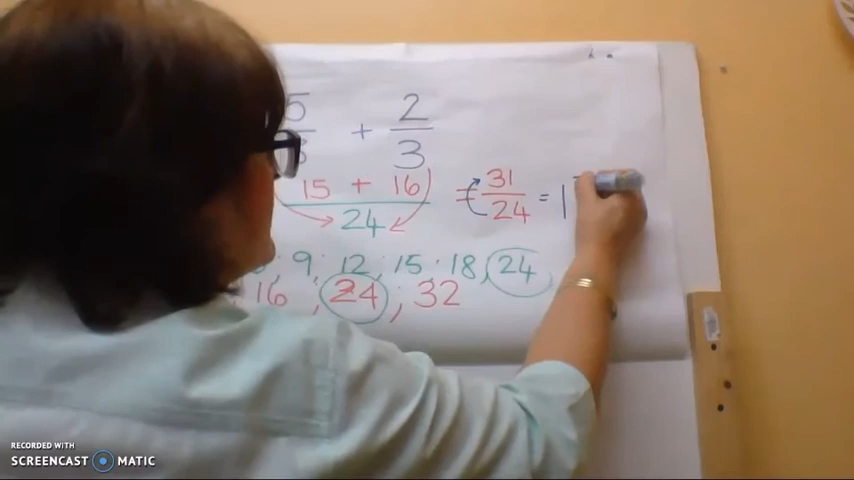 5 + 2
3
15 + 16) = 31 = 1
24 24
; 9; 12; 15; 18, 24
16; 24; 32
RECORDED WITH
SCREENCAST MATIC